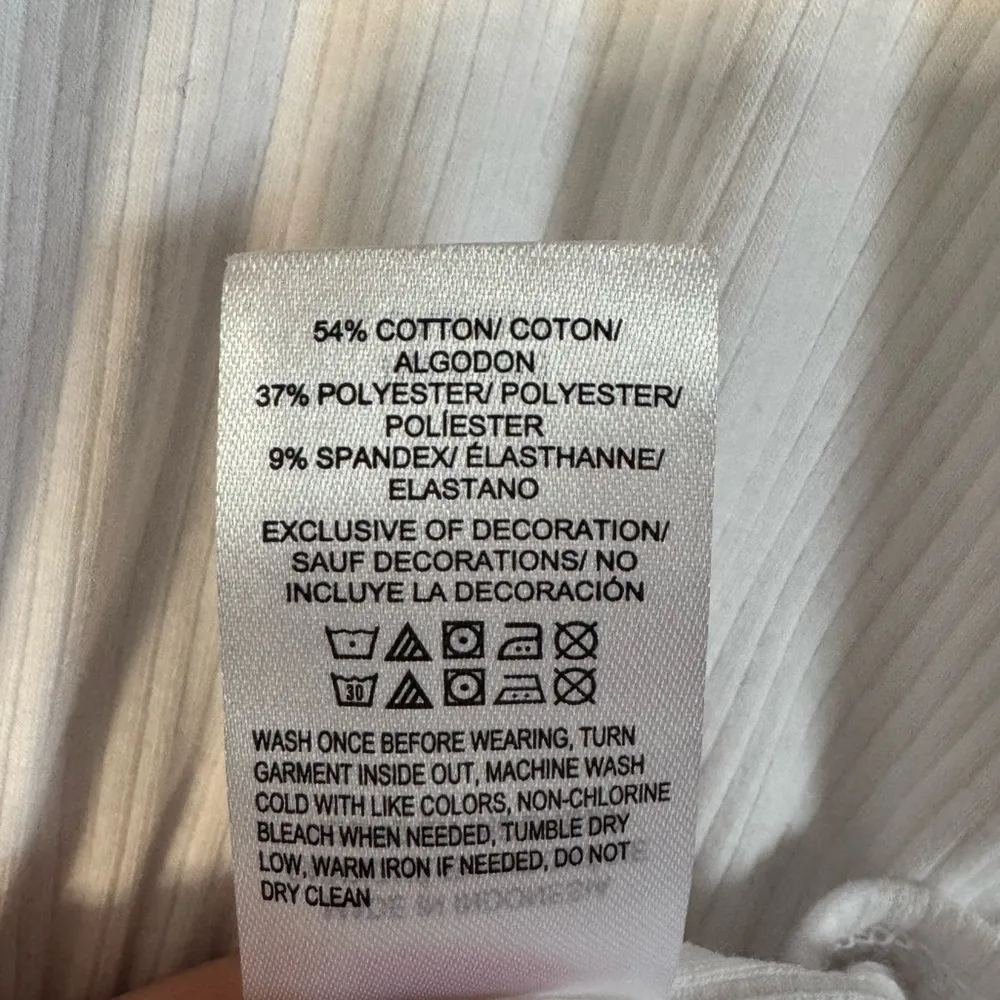 54% COTTON/ COTON/
ALGODON
37% POLYESTER/ POLYESTER/
POLÍESTER
9% SPANDEX/ ÉLASTHANNE/
ELASTANO
EXCLUSIVE OF DECORATION/
SAUF DECORATIONS/ NO
INCLUYE LA DECORACIÓN
30
WASH ONCE BEFORE WEARING, TURN
GARMENT INSIDE OUT, MACHINE WASH
COLD WITH LIKE COLORS, NON-CHLORINE
BLEACH WHEN NEEDED, TUMBLE DRY
LOW, WARM IRON IF NEEDED, DO NOT
DRY CLEAN